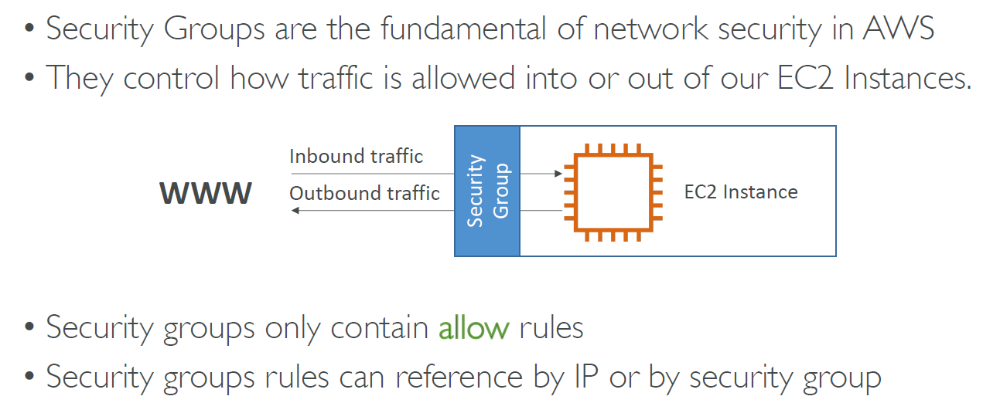 • Security Groups are the fundamental of network security in AWS
• They control how traffic is allowed into or out of our EC2 Instances.
Inbound traffic
WWW
Outbound traffic
Security
Group
EC2 Instance
• Security groups only contain allow rules
• Security groups rules can reference by IP or by security group